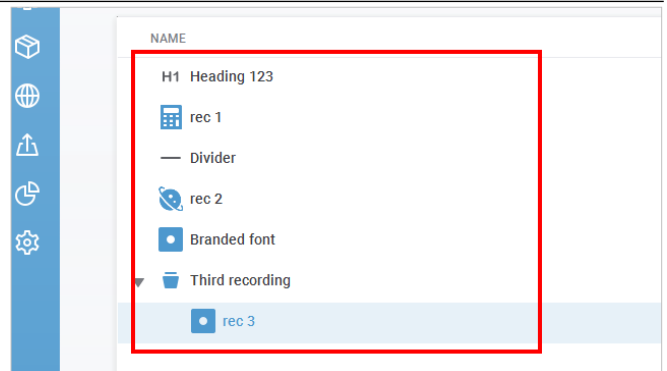 NAME
H1 Heading 123
rec 1
Divider
rec 2
Branded font
Third recording
rec 3